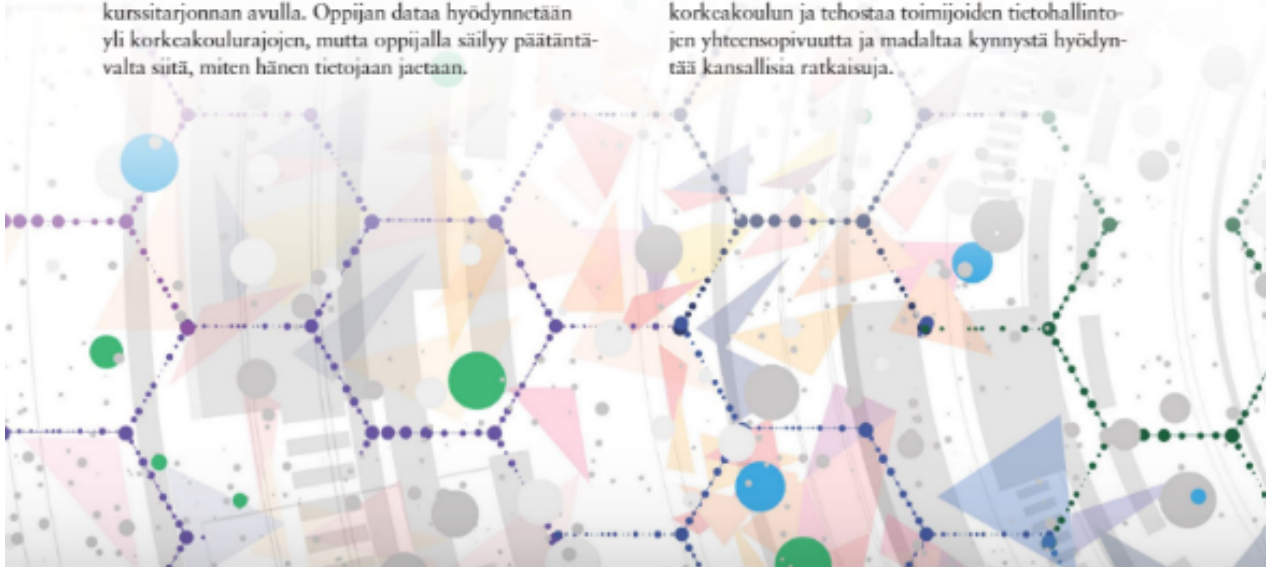 kurssitarjonnan avulla. Oppijan dataa hyödynnetään
yli korkeakoulurajojen, mutta oppijalla säilyy päätäntä-
valta siitä, miten hänen tietojaan jaetaan.
korkeakoulun ja tehostaa toimijoiden tietohallinto-
jen yhteensopivuutta ja madaltaa kynnystä hyödyn-
tää kansallisia ratkaisuja.